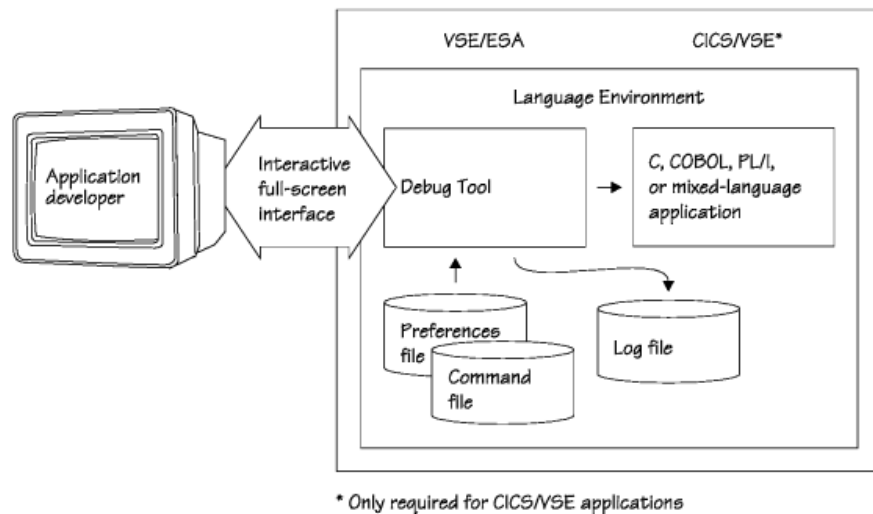 VSE/ESA
CICS/VSE*
Language Environment
Application
developer
Interactive
full-screen
interface
Debug Tool
C, COBOL, PL/I,
or mixed-language
application
Preferences
file
Command
file
Log file
* Only required for CICS/VSE applications